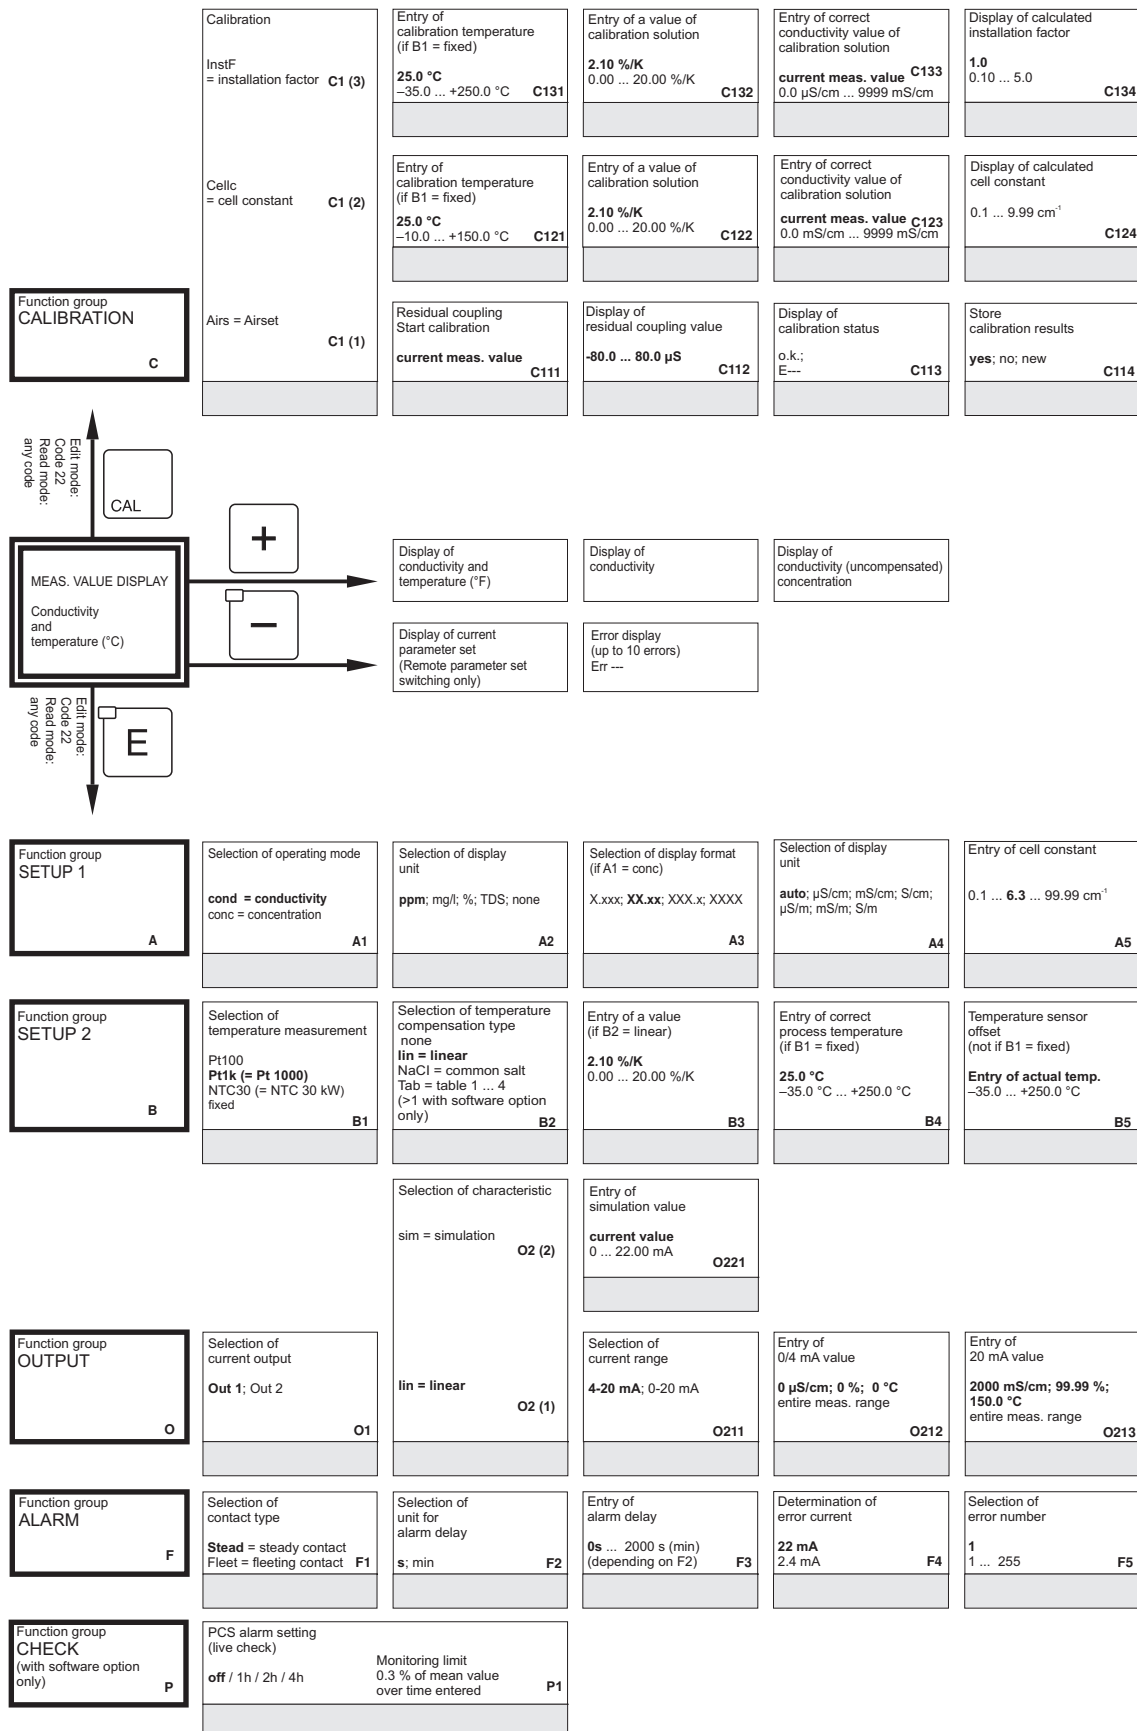 Calibration
InstF
= installation factor C1 (3)
Entry of
calibration temperature
(if B1 = fixed)
25.0 °C
–35.0 ... +250.0 °C C131
Entry of a value of
calibration solution
2.10 %/K
0.00 ... 20.00 %/K
C132
Entry of correct
conductivity value of
calibration solution
current meas. value C133
0.0 µS/cm ... 9999 mS/cm
Display of calculated
installation factor
1.0
0.10 ... 5.0
C134
Cellc
= cell constant C1 (2)
Entry of
calibration temperature
(if B1 = fixed)
25.0 °C
–10.0 ... +150.0 °C C121
Entry of a value of
calibration solution
2.10 %/K
0.00 ... 20.00 %/K
C122
Entry of correct
conductivity value of
calibration solution
current meas. value C123
0.0 mS/cm ... 9999 mS/cm
Display of calculated
cell constant
0.1 ... 9.99 cm⁻¹
C124
Function group
CALIBRATION
C
Airs = Airset
C1 (1)
Residual coupling
Start calibration
current meas. value
C111
Display of
residual coupling value
-80.0 ... 80.0 µS
C112
Display of
calibration status
o.k.;
E---
C113
Store
calibration results
yes; no; new
C114
Edit mode:
Code 22
Read mode:
any code
CAL
+
MEAS. VALUE DISPLAY
Conductivity
and
temperature (°C)
Display of
conductivity and
temperature (°F)
Display of
conductivity
Display of
conductivity (uncompensated)
concentration
–
Display of current
parameter set
(Remote parameter set
switching only)
Error display
(up to 10 errors)
Err ---
Edit mode:
Code 22
Read mode:
any code
E
Function group
SETUP 1
A
Selection of operating mode
cond = conductivity
conc = concentration
A1
Selection of display
unit
ppm; mg/l; %; TDS; none
A2
Selection of display format
(if A1 = conc)
X.xxx; XX.xx; XXX.x; XXXX
A3
Selection of display
unit
auto; µS/cm; mS/cm; S/cm;
µS/m; mS/m; S/m
A4
Entry of cell constant
0.1 ... 6.3 ... 99.99 cm⁻¹
A5
Function group
SETUP 2
B
Selection of
temperature measurement
Pt100
Pt1k (= Pt 1000)
NTC30 (= NTC 30 kW)
fixed
B1
Selection of temperature
compensation type
none
lin = linear
NaCl = common salt
Tab = table 1 ... 4
(>1 with software option
only)
B2
Entry of a value
(if B2 = linear)
2.10 %/K
0.00 ... 20.00 %/K
B3
Entry of correct
process temperature
(if B1 = fixed)
25.0 °C
–35.0 °C ... +250.0 °C
B4
Temperature sensor
offset
(not if B1 = fixed)
Entry of actual temp.
–35.0 ... +250.0 °C
B5
Selection of characteristic
sim = simulation
O2 (2)
Entry of
simulation value
current value
0 ... 22.00 mA
O221
Function group
OUTPUT
O
Selection of
current output
Out 1; Out 2
O1
lin = linear
O2 (1)
Selection of
current range
4-20 mA; 0-20 mA
O211
Entry of
0/4 mA value
0 µS/cm; 0 %; 0 °C
entire meas. range
O212
Entry of
20 mA value
2000 mS/cm; 99.99 %;
150.0 °C
entire meas. range
O213
Function group
ALARM
F
Selection of
contact type
Stead = steady contact
Fleet = fleeting contact F1
Selection of
unit for
alarm delay
s; min
F2
Entry of
alarm delay
0s ... 2000 s (min)
(depending on F2) F3
Determination of
error current
22 mA
2.4 mA
F4
Selection of
error number
1
1 ... 255
F5
Function group
CHECK
(with software option
only)
P
PCS alarm setting
(live check)
off / 1h / 2h / 4h
Monitoring limit
0.3 % of mean value
over time entered
P1